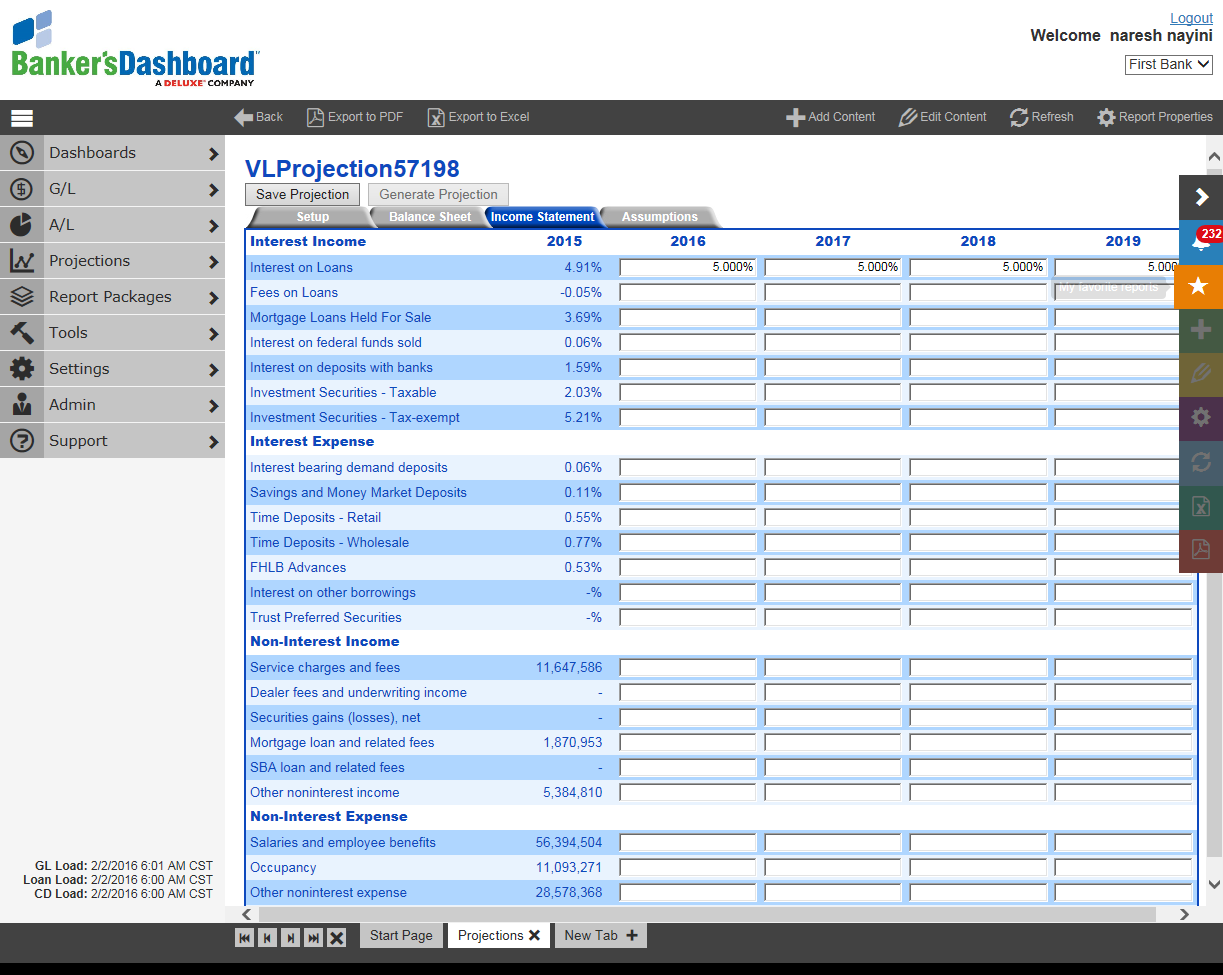 Logout
Welcome naresh nayini
Banker'sDashboard
A DELUXE COMPANY
First Bank
Back Export to PDF Export to Excel Add Content Edit Content Refresh Report Properties
Dashboards
G/L
A/L
Projections
Report Packages
Tools
Settings
Admin
Support
VLProjection57198
Save Projection Generate Projection
Setup Balance Sheet Income Statement Assumptions
Interest Income 2015 2016 2017 2018 2019
Interest on Loans 4.91% 5.000% 5.000% 5.000% 5.000
Fees on Loans -0.05%
My favorite reports
Mortgage Loans Held For Sale 3.69%
Interest on federal funds sold 0.06%
Interest on deposits with banks 1.59%
Investment Securities - Taxable 2.03%
Investment Securities - Tax-exempt 5.21%
Interest Expense
Interest bearing demand deposits 0.06%
Savings and Money Market Deposits 0.11%
Time Deposits - Retail 0.55%
Time Deposits - Wholesale 0.77%
FHLB Advances 0.53%
Interest on other borrowings -%
Trust Preferred Securities -%
Non-Interest Income
Service charges and fees 11,647,586
Dealer fees and underwriting income -
Securities gains (losses), net -
Mortgage loan and related fees 1,870,953
SBA loan and related fees -
Other noninterest income 5,384,810
Non-Interest Expense
Salaries and employee benefits 56,394,504
Occupancy 11,093,271
Other noninterest expense 28,578,368
232
GL Load: 2/2/2016 6:01 AM CST
Loan Load: 2/2/2016 6:00 AM CST
CD Load: 2/2/2016 6:00 AM CST
Start Page Projections New Tab